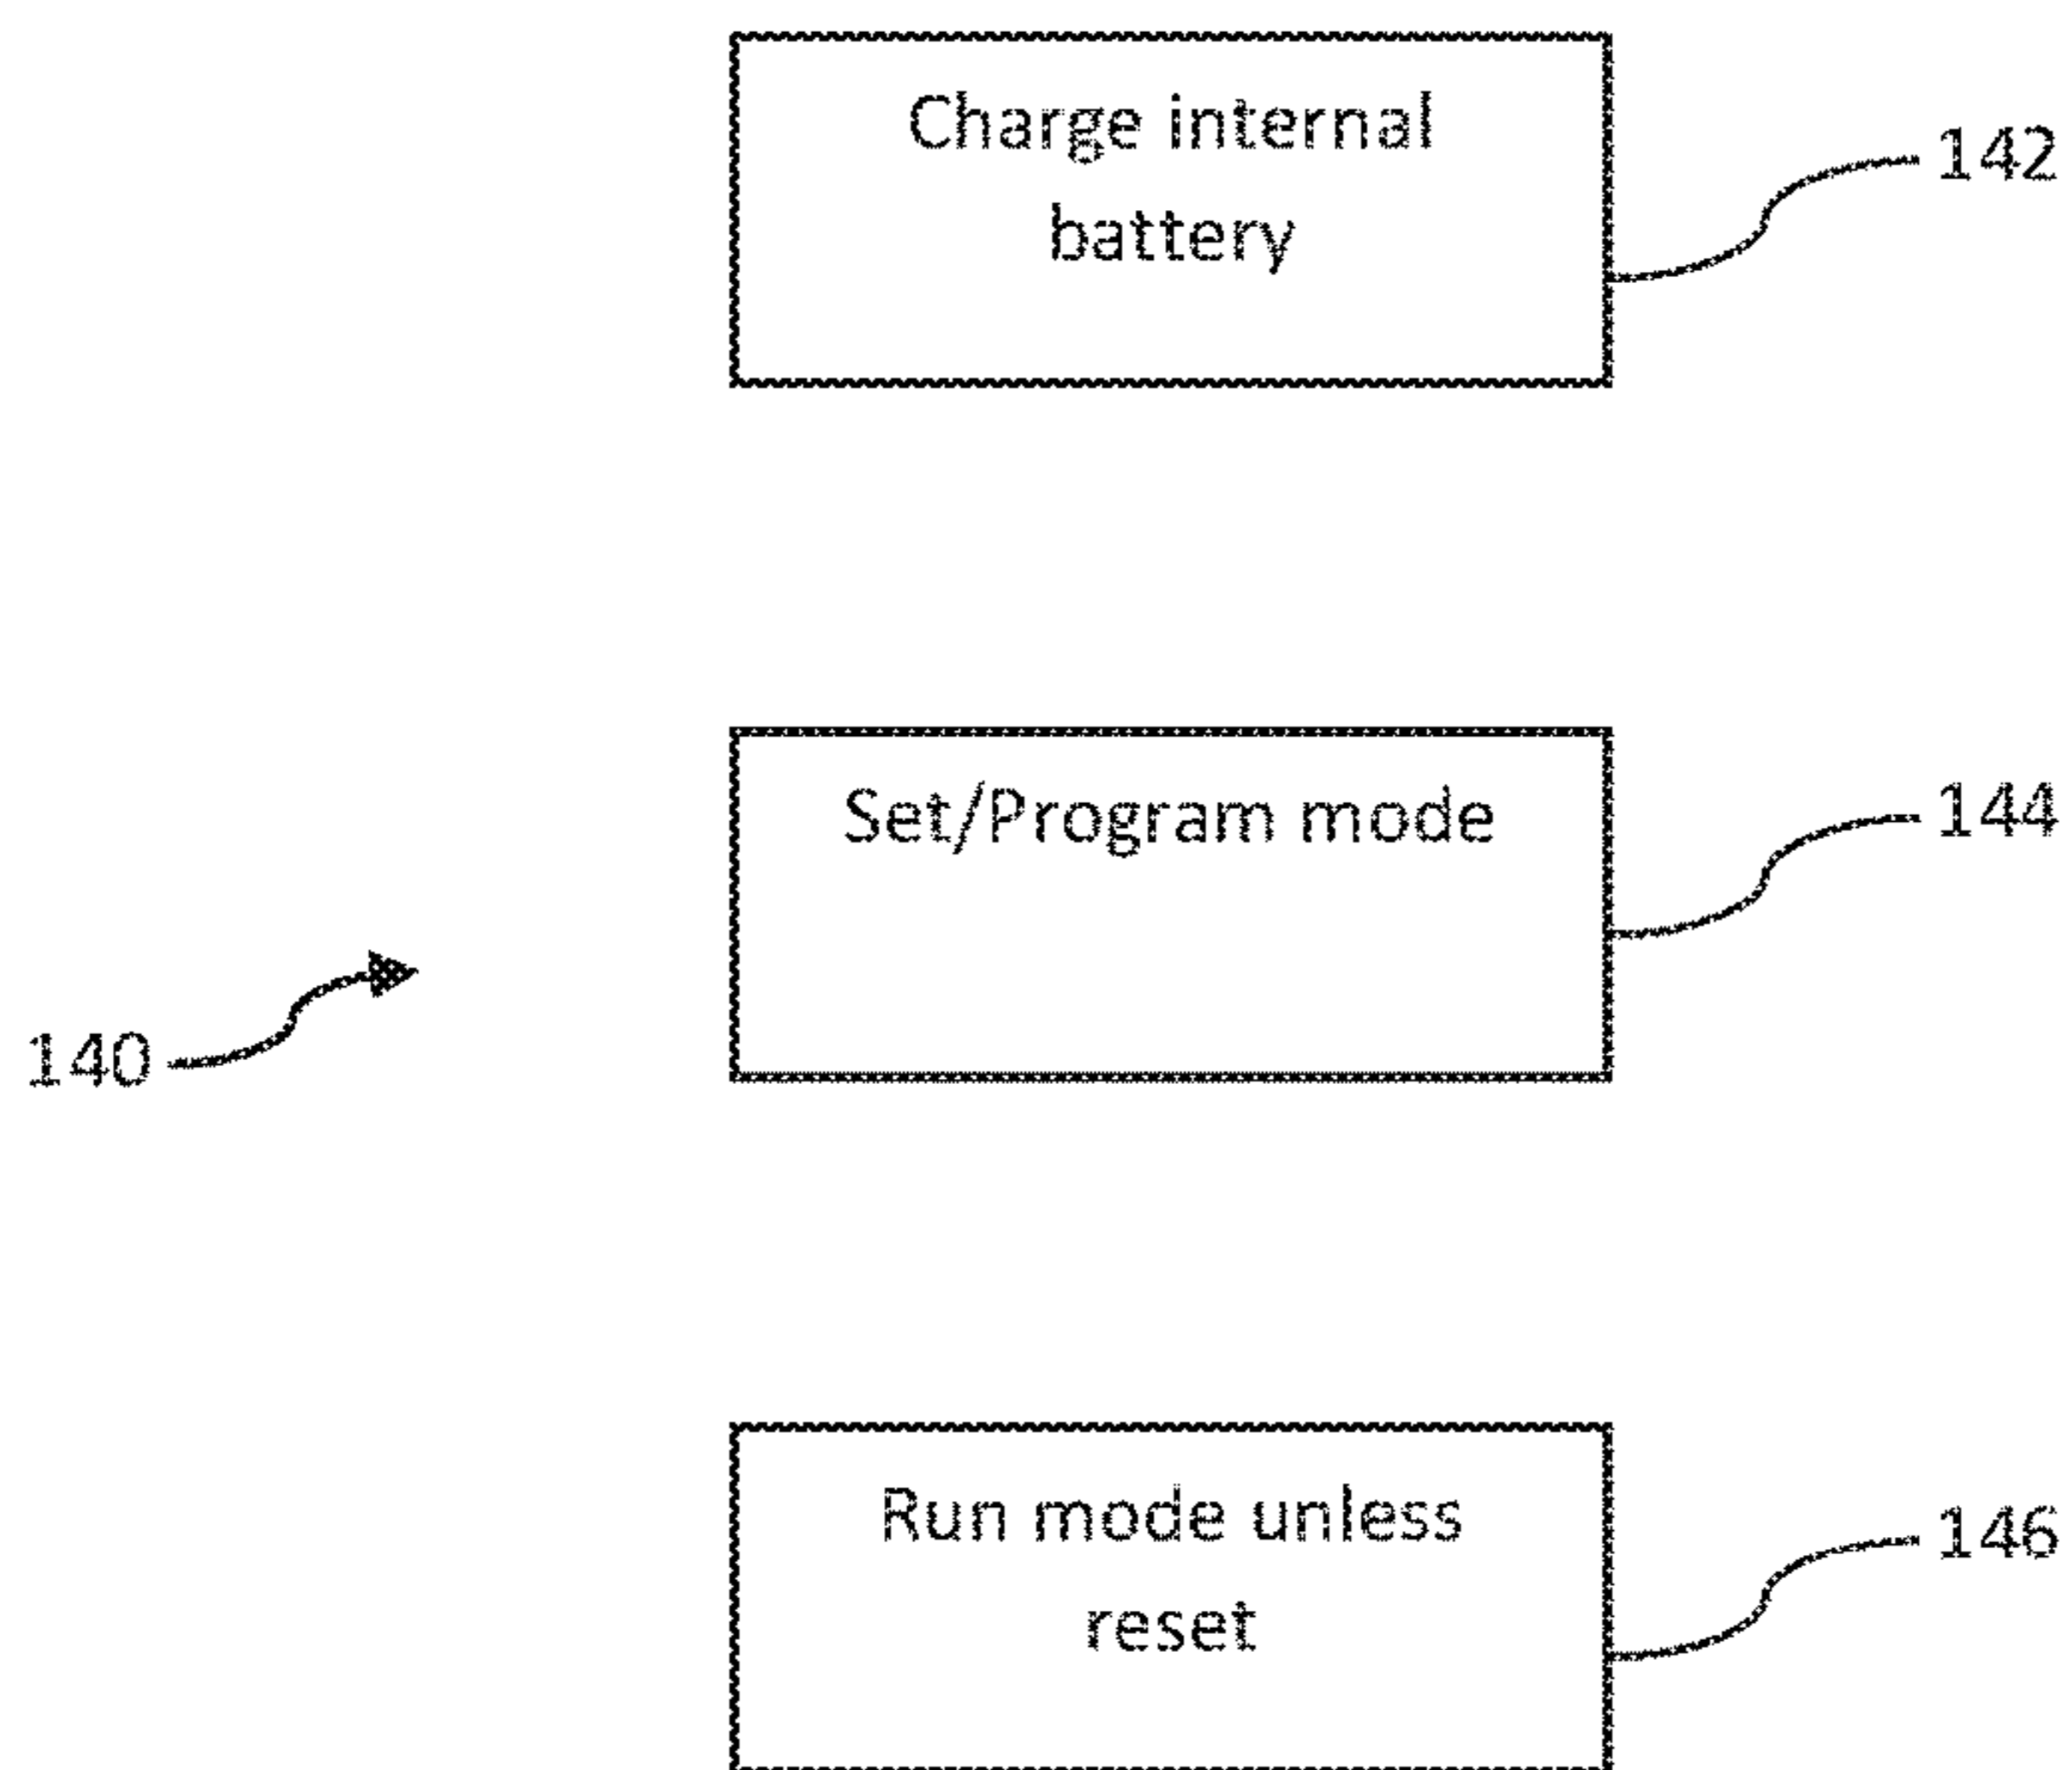 Charge internal
battery
142
Set/Program mode
144
140
Run mode unless
reset
146